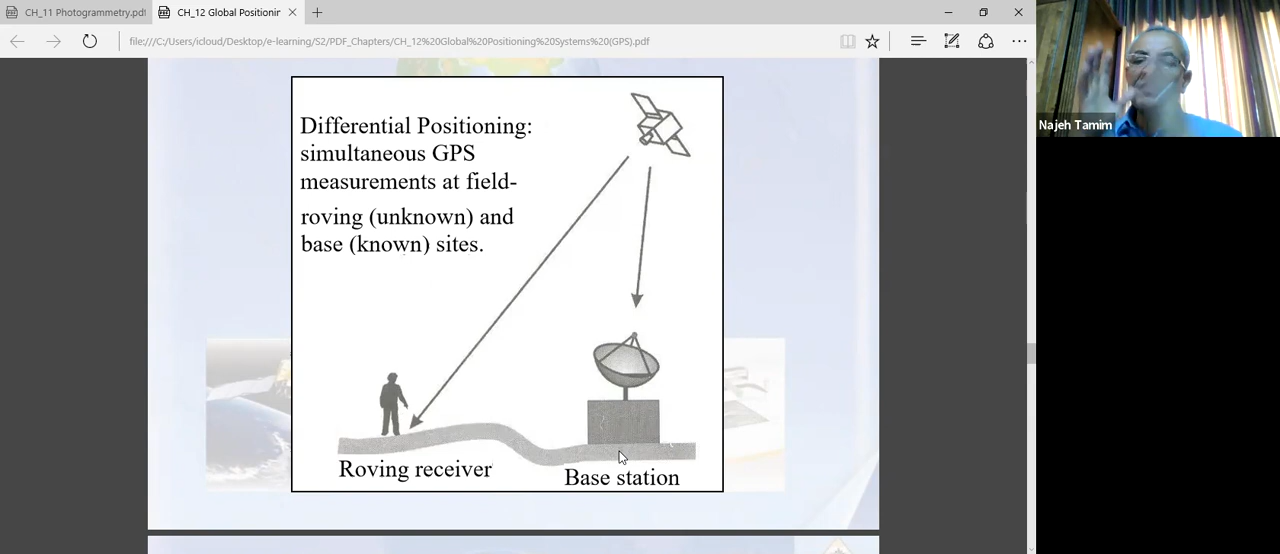 CH_11 Photogrammetry.pdf
CH_12 Global Positionin
file:///C:/Users/icloud/Desktop/e-learning/S2/PDF_Chapters/CH_12%20Global%20Positioning%20Systems%20(GPS).pdf
Najeh Tamim
Differential Positioning:
simultaneous GPS
measurements at field-
roving (unknown) and
base (known) sites.
Roving receiver
Base station